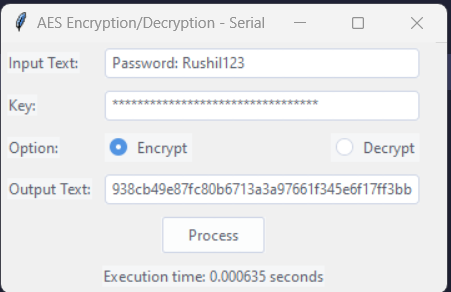 AES Encryption/Decryption - Serial
Input Text: Password: Rushil123
Key: *********************************
Option: Encrypt Decrypt
Output Text: 938cb49e87fc80b6713a3a97661f345e6f17ff3bb
Process
Execution time: 0.000635 seconds